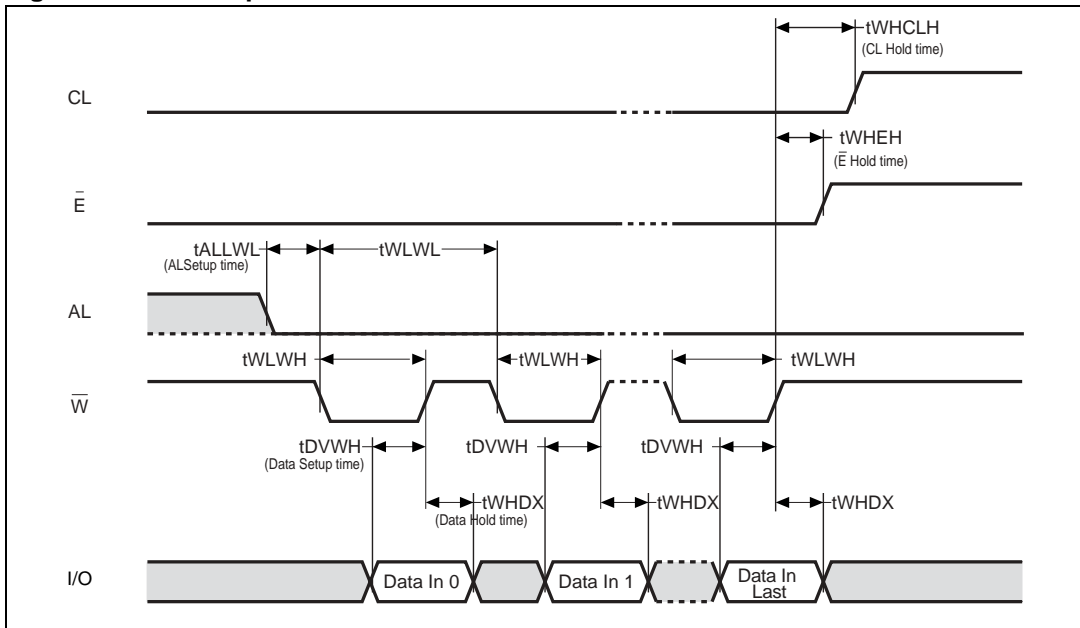 tWHCLH
(CL Hold time)
CL
tWHEH
(E̅ Hold time)
E̅
tALLWL
(ALSetup time)
tWLWL
AL
tWLWH
tWLWH
tWLWH
W̅
tDVWH
(Data Setup time)
tDVWH
tDVWH
tWHDX
(Data Hold time)
tWHDX
tWHDX
I/O
Data In 0
Data In 1
Data In
Last